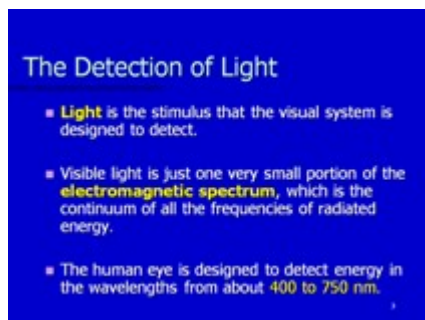 The Detection of Light
Light is the stimulus that the visual system is
designed to detect.
Visible light is just one very small portion of the
electromagnetic spectrum, which is the
continuum of all the frequencies of radiated
energy.
The human eye is designed to detect energy in
the wavelengths from about 400 to 750 nm.